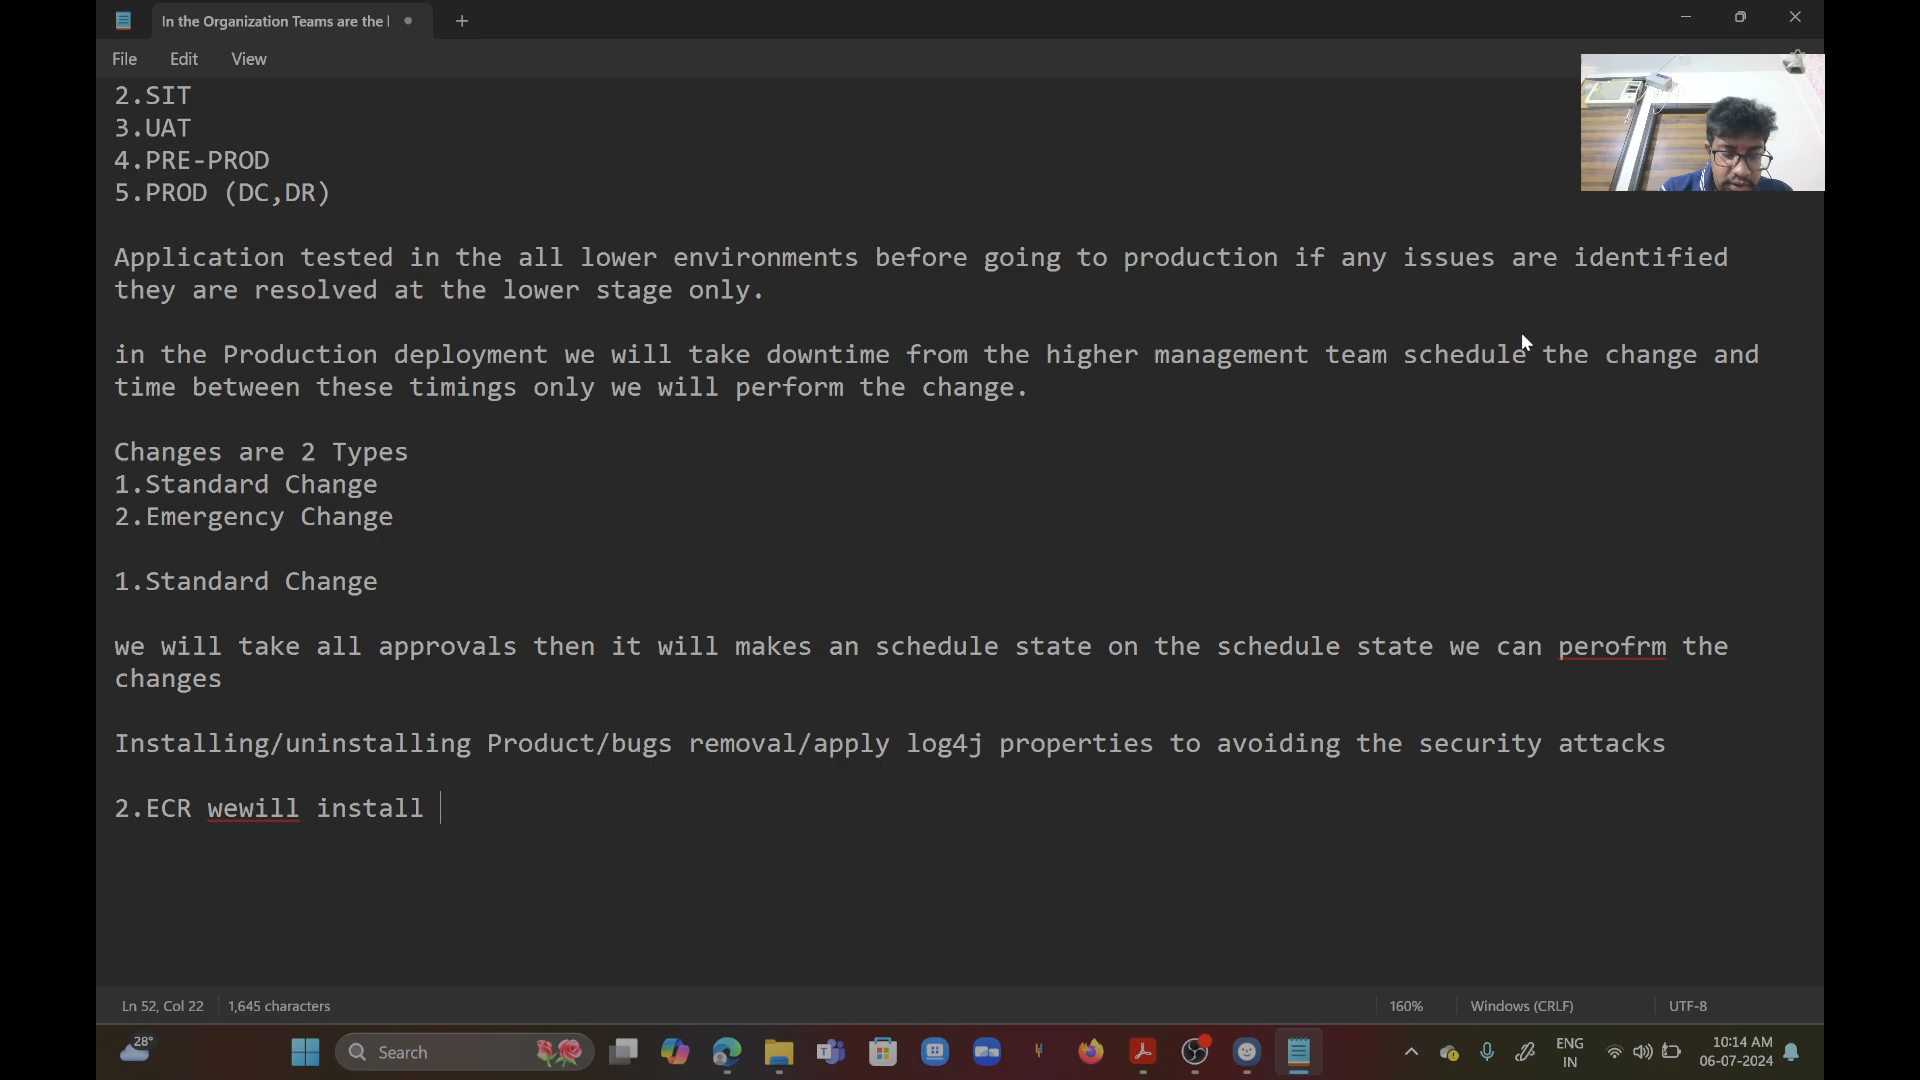 In the Organization Teams are the
File Edit View
2.SIT
3.UAT
4.PRE-PROD
5.PROD (DC,DR)
Application tested in the all lower environments before going to production if any issues are identified
they are resolved at the lower stage only.
in the Production deployment we will take downtime from the higher management team schedule the change and
time between these timings only we will perform the change.
Changes are 2 Types
1.Standard Change
2.Emergency Change
1.Standard Change
we will take all approvals then it will makes an schedule state on the schedule state we can perofrm the
changes
Installing/uninstalling Product/bugs removal/apply log4j properties to avoiding the security attacks
2.ECR wewill install
Ln 52, Col 22 1,645 characters 160% Windows (CRLF) UTF-8
28° Search ENG IN 10:14 AM 06-07-2024